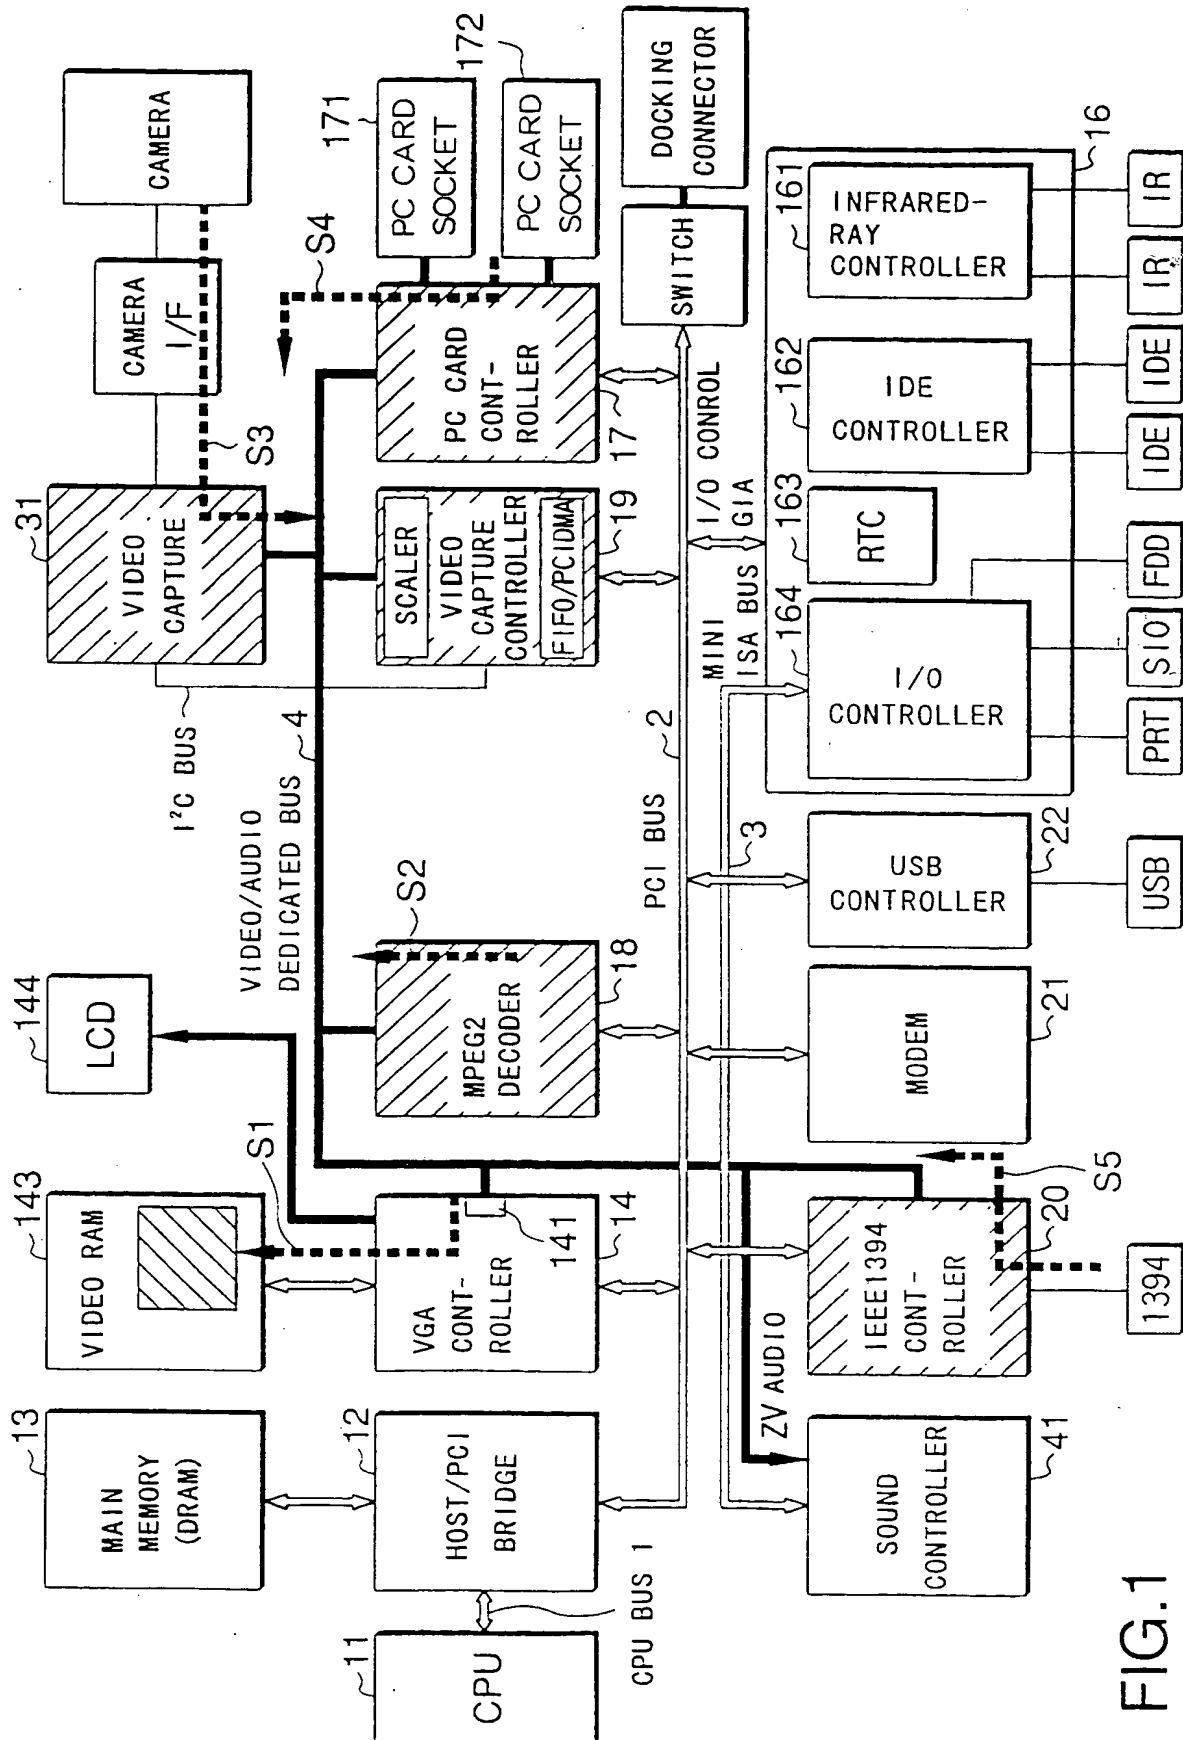 11
CPU
CPU BUS 1
13
MAIN
MEMORY
(DRAM)
12
HOST/PCI
BRIDGE
143
VIDEO RAM
S1
144
LCD
VGA
CONT-
ROLLER
141
14
VIDEO/AUDIO
DEDICATED BUS
4
S2
MPEG2
DECODER
18
I²C BUS
31
VIDEO
CAPTURE
S3
CAMERA
I/F
CAMERA
SCALER
VIDEO
CAPTURE
CONTROLLER
FIFO/PCIDMA
19
S4
PC CARD
CONT-
ROLLER
17
171
PC CARD
SOCKET
172
PC CARD
SOCKET
PCI BUS
2
SWITCH
DOCKING
CONNECTOR
I/O CONROL
GIA
MINI
ISA BUS
3
ZV AUDIO
SOUND
CONTROLLER
41
IEEE1394
CONT-
ROLLER
20
S5
1394
MODEM
21
USB
CONTROLLER
22
USB
164
I/O
CONTROLLER
PRT
SIO
FDD
163
RTC
162
IDE
CONTROLLER
IDE
IDE
161
INFRARED-
RAY
CONTROLLER
16
IR
IR
FIG.1